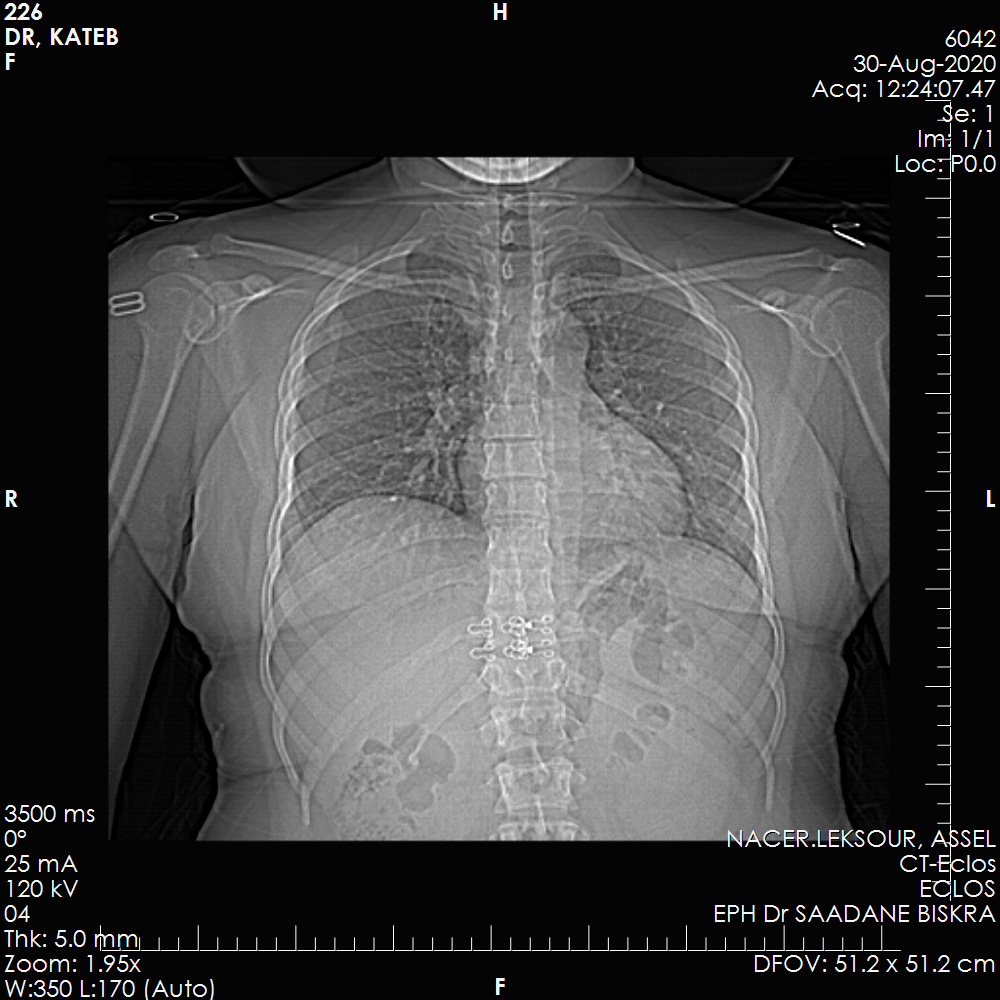 226
DR, KATEB
F
H
6042
30-Aug-2020
Acq: 12:24:07.47
Se: 1
Im: 1/1
Loc: P0.0
R
L
3500 ms
0°
25 mA
120 kV
04
Thk: 5.0 mm
Zoom: 1.95x
W:350 L:170 (Auto)
F
NACER.LEKSOUR, ASSEL
CT-Eclos
ECLOS
EPH Dr SAADANE BISKRA
DFOV: 51.2 x 51.2 cm